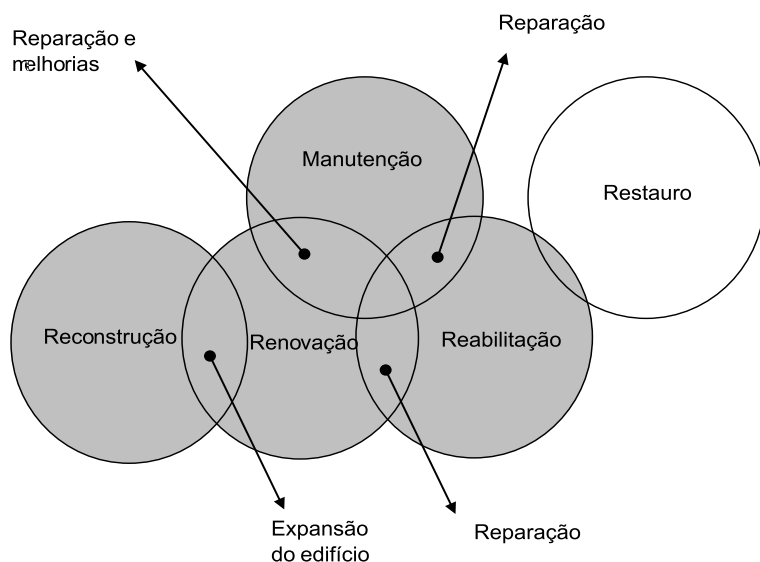 Reparação
Reparação e
melhorias
Manutenção
Restauro
Reconstrução
Renovação
Reabilitação
Expansão
do edifício
Reparação